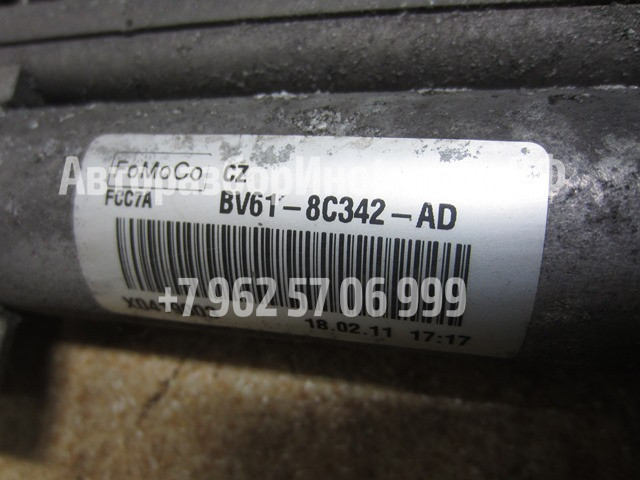 FoMoCo CZ
FCC7A BV61-8C342-AD
+7 962 57 06 999
18.02.11 17:17